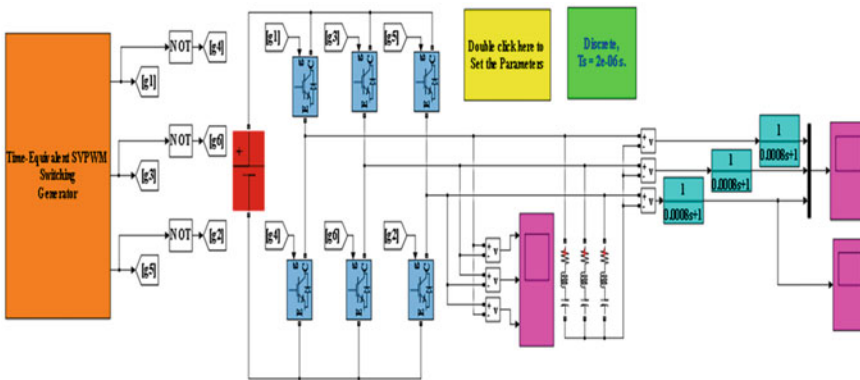 Time-Equivalent SVPWM
Switching
Generator
NOT
[g4]
[g1]
NOT
[g6]
[g3]
NOT
[g2]
[g5]
[g1]
[g3]
[g5]
g
C
E
g
C
E
g
C
E
+
[g4]
[g6]
[g2]
g
C
E
g
C
E
g
C
E
Double click here to
Set the Parameters
Discrete,
Ts = 2e-06 s.
+
-
v
+
-
v
+
-
v
+
-
v
+
-
v
+
-
v
1
0.0008s+1
1
0.0008s+1
1
0.0008s+1